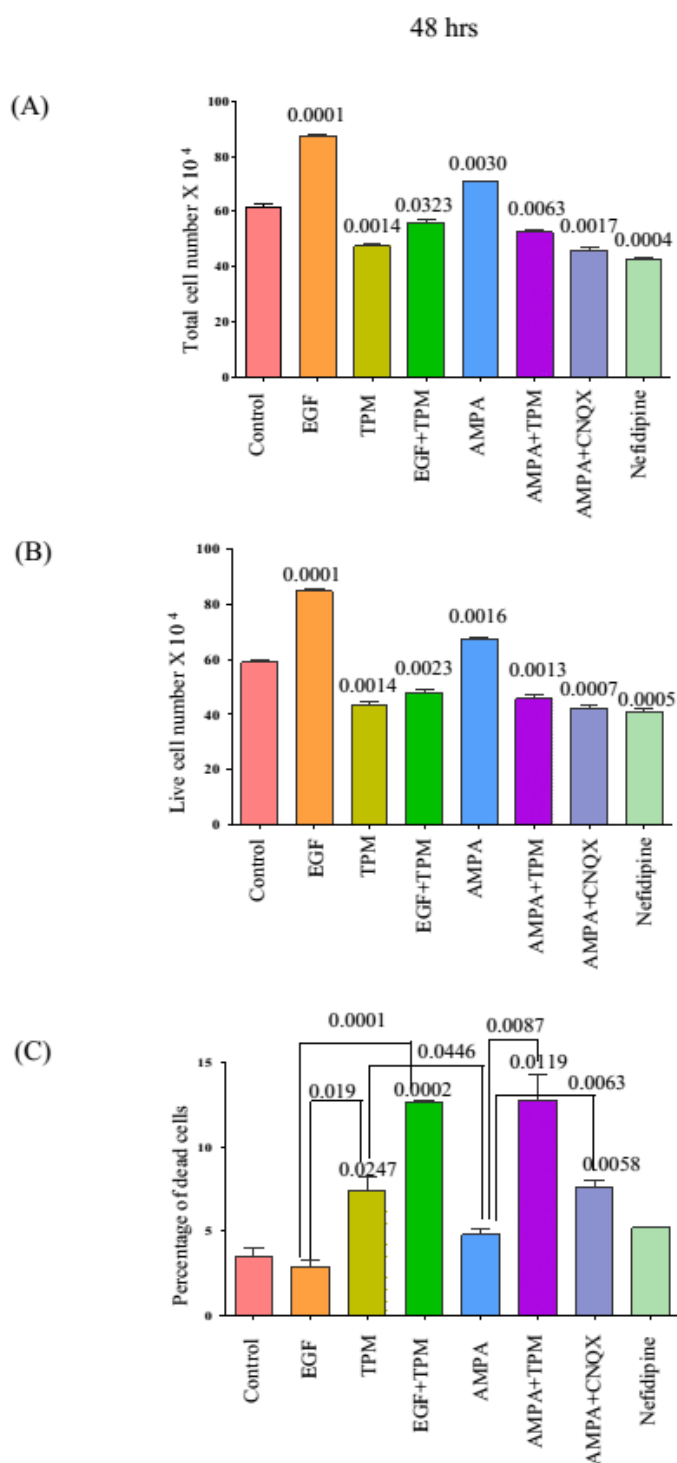 48 hrs
(A)
Total cell number X 10 4
100
80
60
40
20
0
0.0001
0.0014
0.0323
0.0030
0.0063
0.0017
0.0004
Control
EGF
TPM
EGF+TPM
AMPA
AMPA+TPM
AMPA+CNQX
Nefidipine
(B)
Live cell number X 10 4
100
80
60
40
20
0
0.0001
0.0014
0.0023
0.0016
0.0013
0.0007
0.0005
Control
EGF
TPM
EGF+TPM
AMPA
AMPA+TPM
AMPA+CNQX
Nefidipine
(C)
Percentage of dead cells
15
10
5
0
0.0001
0.0087
0.0446
0.0119
0.019
0.0002
0.0063
0.0247
0.0058
Control
EGF
TPM
EGF+TPM
AMPA
AMPA+TPM
AMPA+CNQX
Nefidipine